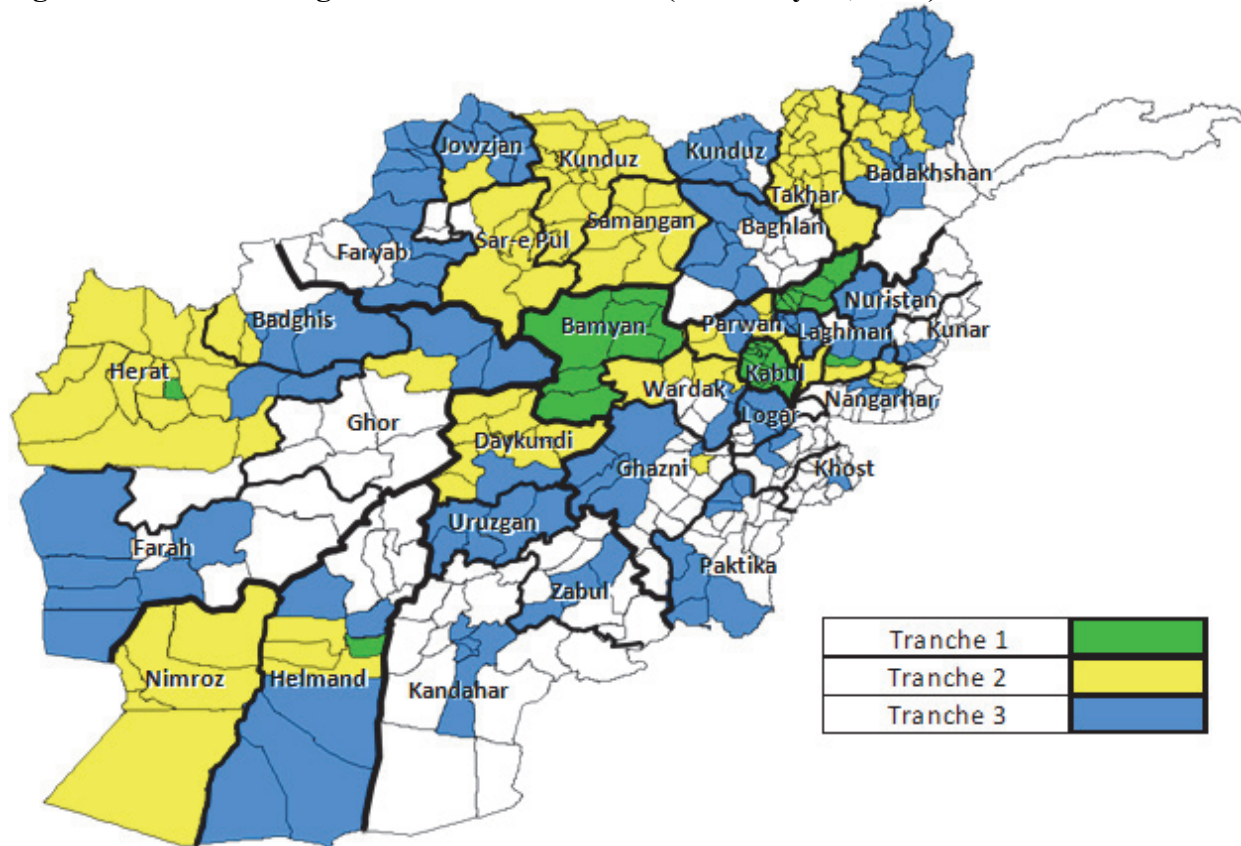 Jowzjan
Kunduz
Kunduz
Badakhshan
Takhar
Samangan
Baghlan
Sar-e Pul
Faryab
Nuristan
Badghis
Bamyan
Parwan
Laghman
Kunar
Herat
Kabul
Wardak
Nangarhar
Ghor
Logar
Daykundi
Ghazni
Khost
Uruzgan
Farah
Paktika
Zabul
Nimroz
Helmand
Kandahar
Tranche 1
Tranche 2
Tranche 3